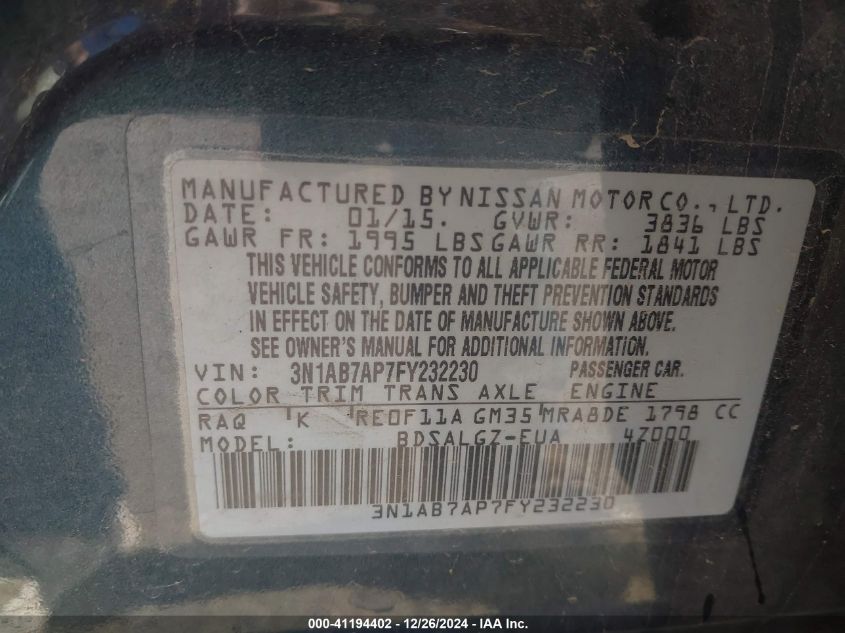 MANUFACTURED BY NISSAN MOTOR CO., LTD.
DATE: 01/15. GVWR: 3836 LBS
GAWR FR: 1995 LBS GAWR RR: 1841 LBS
THIS VEHICLE CONFORMS TO ALL APPLICABLE FEDERAL MOTOR
VEHICLE SAFETY, BUMPER AND THEFT PREVENTION STANDARDS
IN EFFECT ON THE DATE OF MANUFACTURE SHOWN ABOVE.
SEE OWNER'S MANUAL FOR ADDITIONAL INFORMATION.
VIN: 3N1AB7AP7FY232230 PASSENGER CAR.
COLOR TRIM TRANS AXLE ENGINE
RAQ K RE0F11A GM35 MRA8DE 1798 CC
MODEL: BDSALGZ-EUA 4Z000
3N1AB7AP7FY232230
000-41194402 - 12/26/2024 - IAAI Inc.